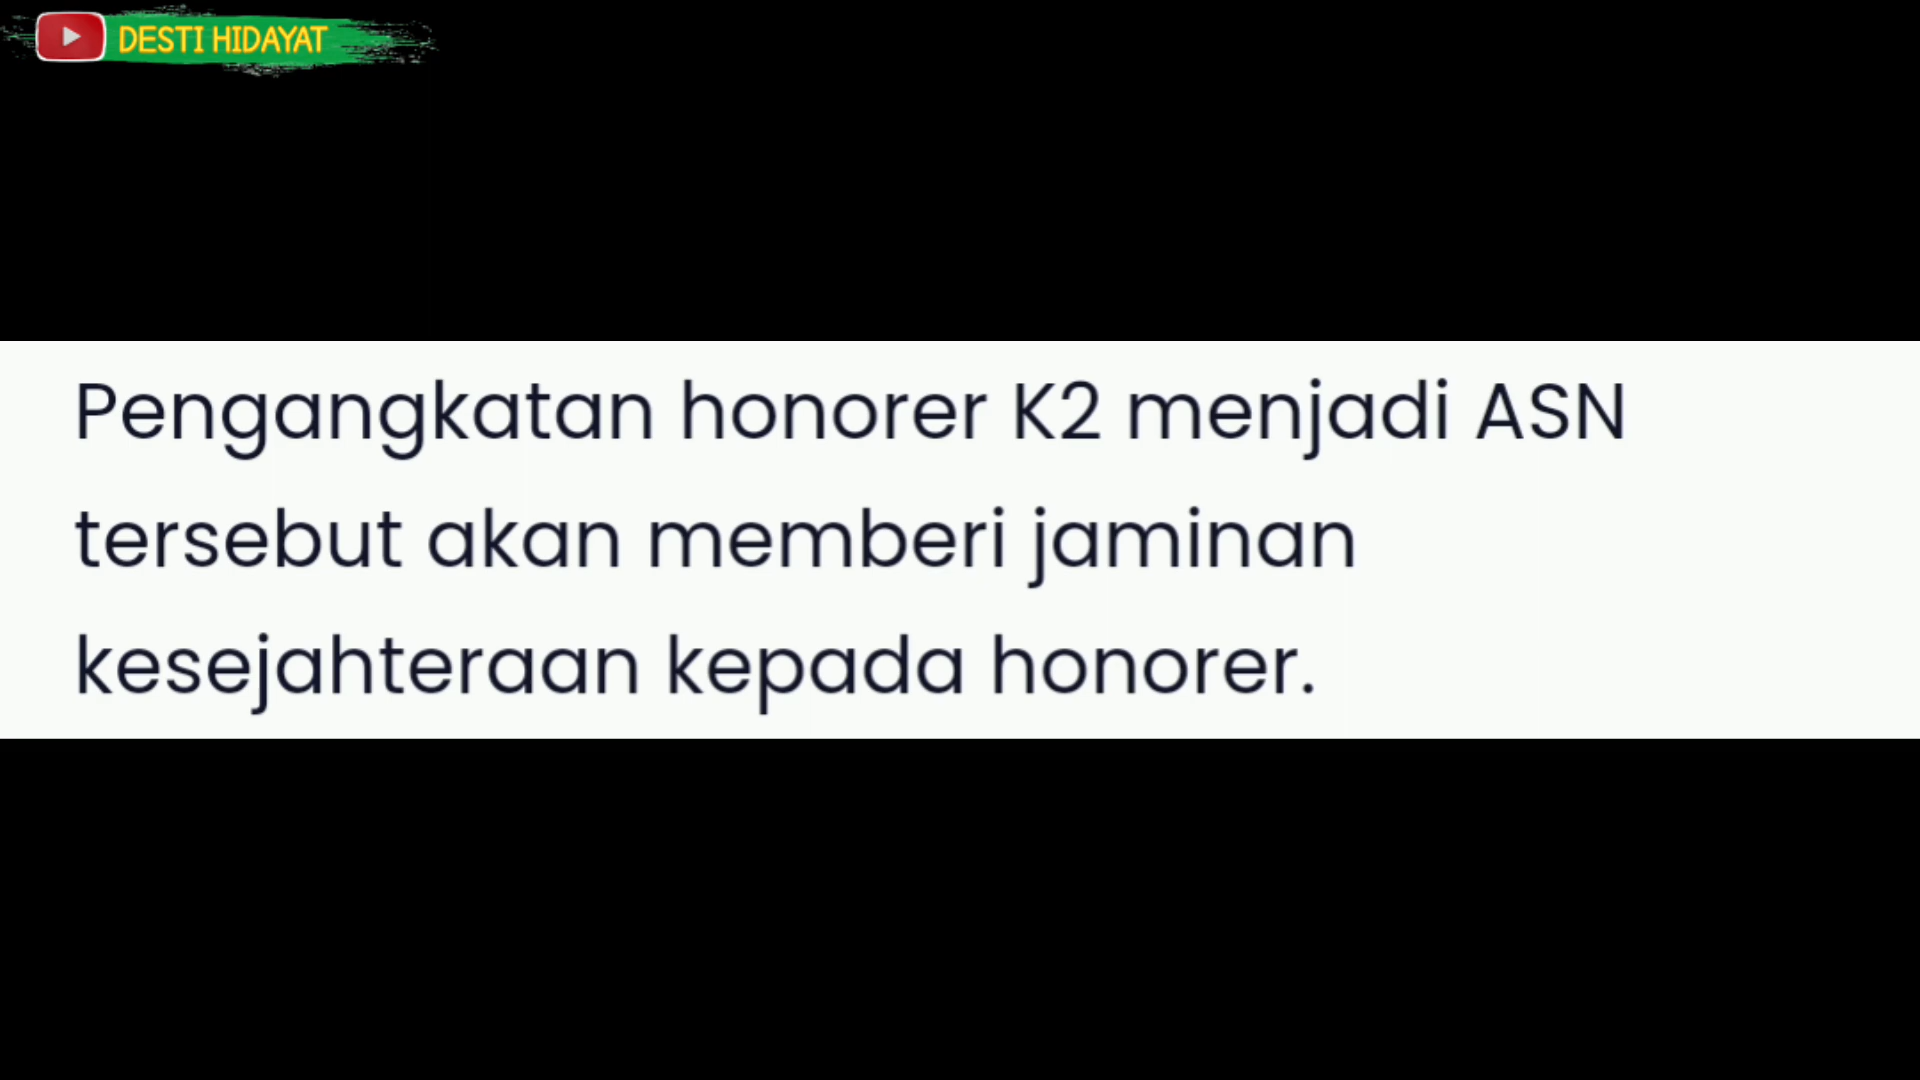 DESTI HIDAYAT
Pengangkatan honorer K2 menjadi ASN
tersebut akan memberi jaminan
kesejahteraan kepada honorer.